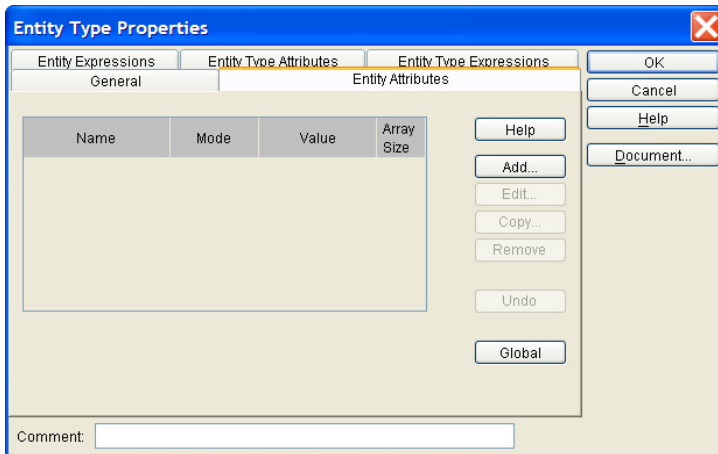 Entity Type Properties
Entity Expressions Entity Type Attributes Entity Type Expressions
General Entity Attributes
Name Mode Value Array Size
Help
Add...
Edit...
Copy...
Remove
Undo
Global
OK
Cancel
Help
Document...
Comment: